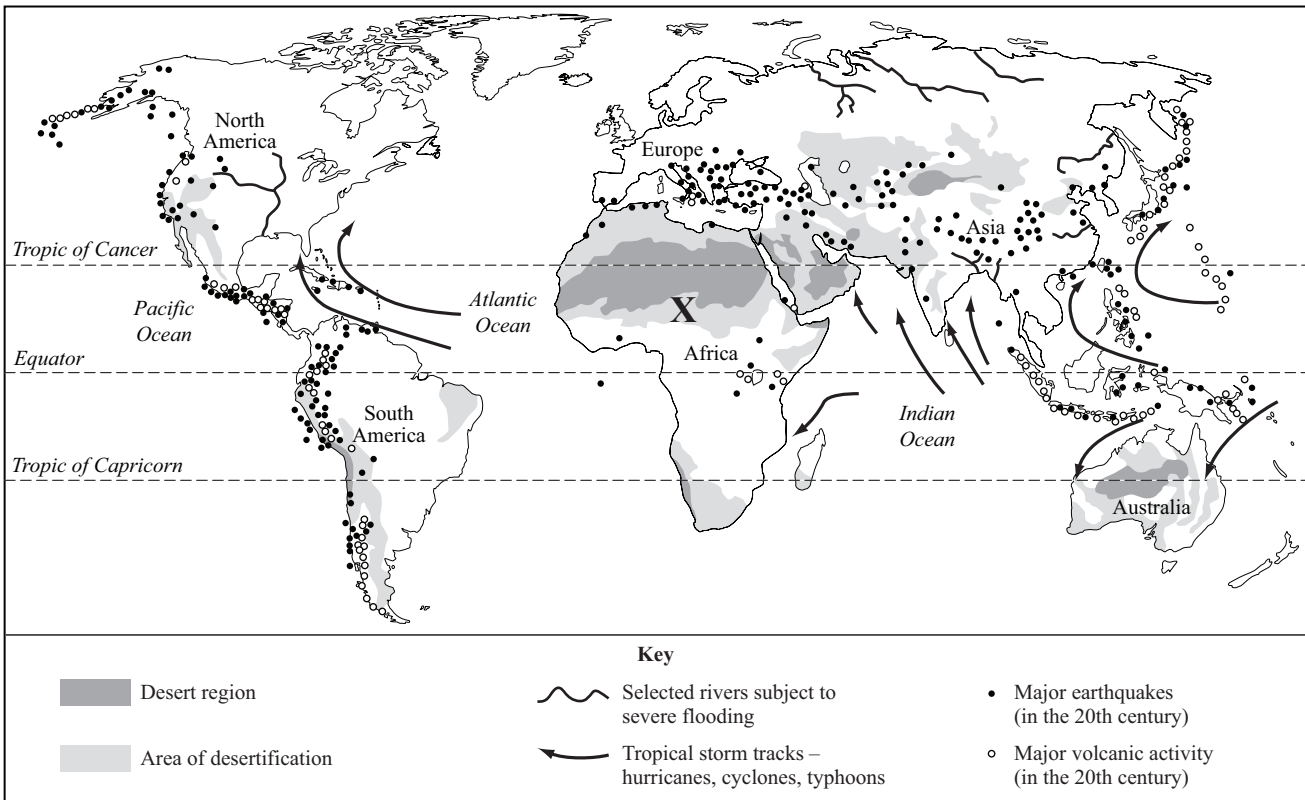 North
America
Europe
Asia
Tropic of Cancer
Pacific
Ocean
Atlantic
Ocean
X
Africa
Equator
South
America
Indian
Ocean
Tropic of Capricorn
Australia
Key
Desert region
Area of desertification
Selected rivers subject to
severe flooding
Tropical storm tracks –
hurricanes, cyclones, typhoons
Major earthquakes
(in the 20th century)
Major volcanic activity
(in the 20th century)